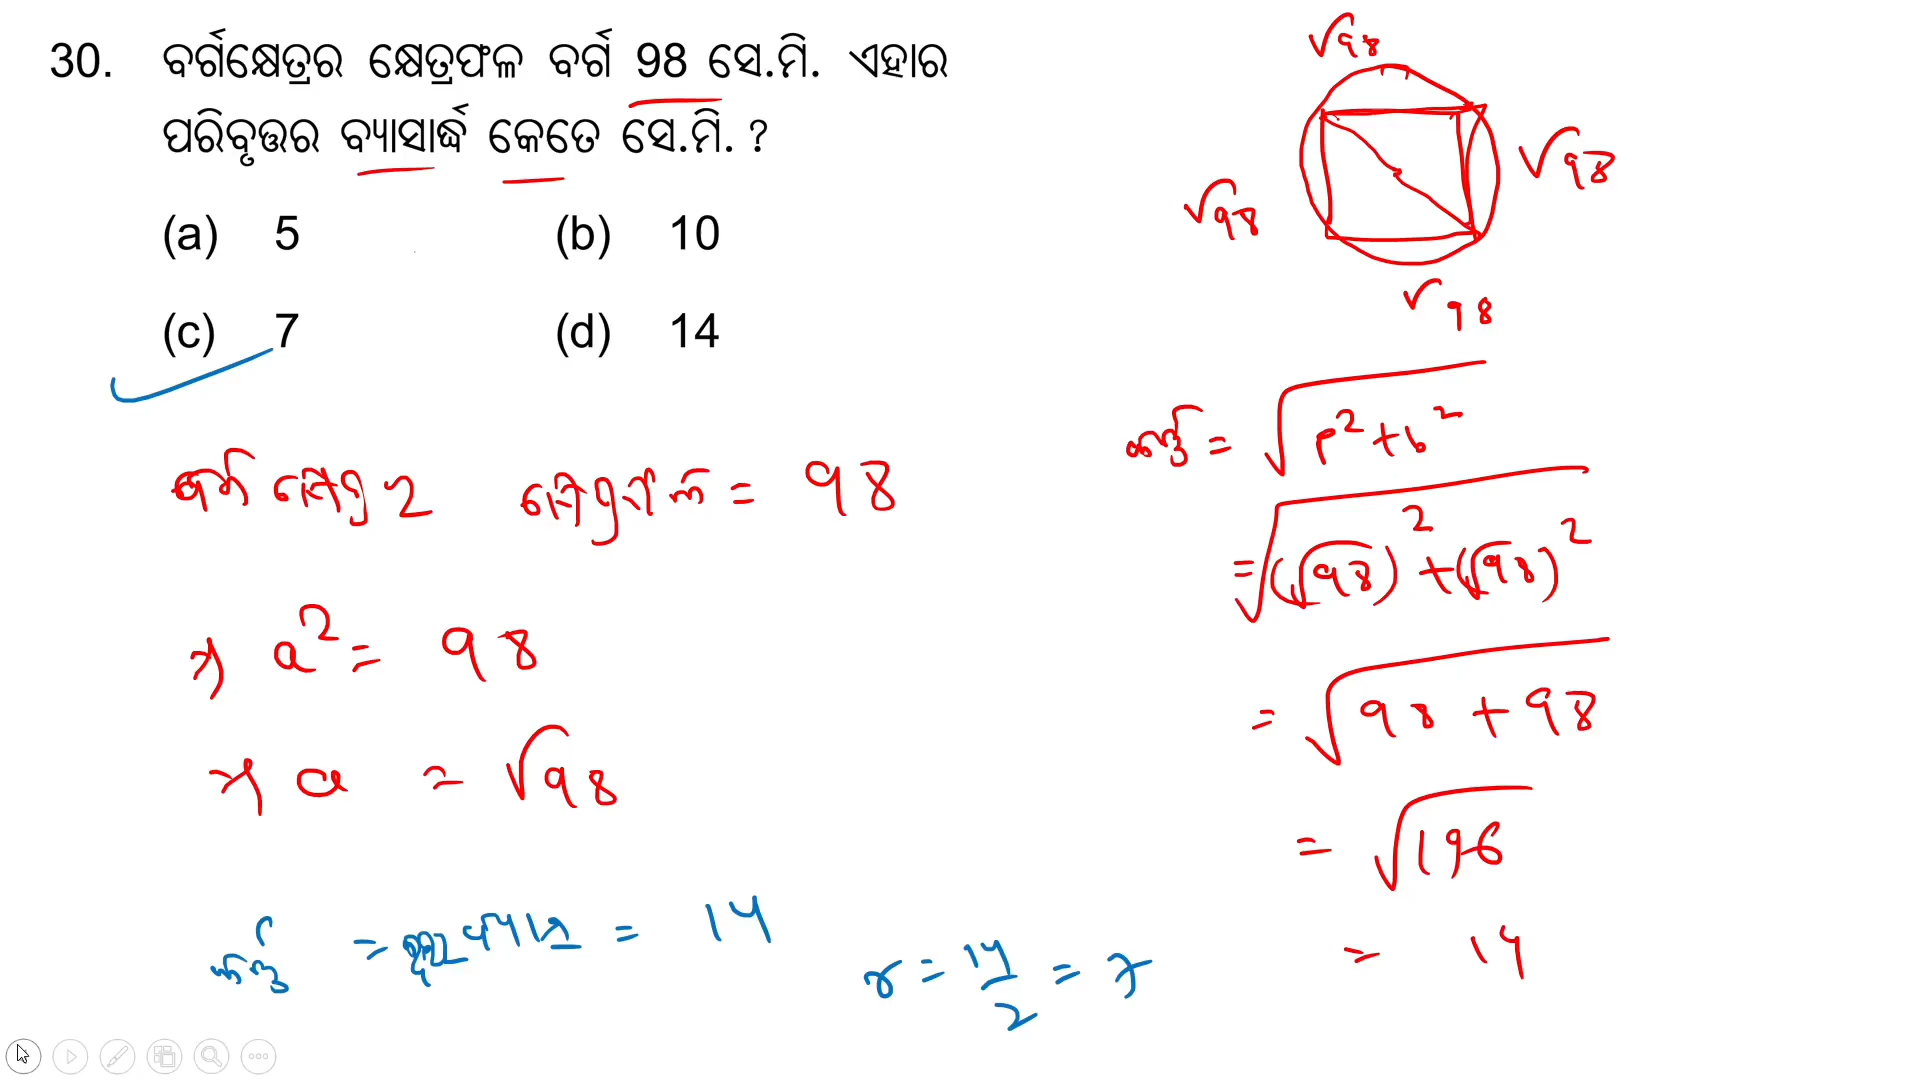 30. ବର୍ଗକ୍ଷେତ୍ରର କ୍ଷେତ୍ରଫଳ ବର୍ଗ 98 ସେ.ମି. ଏହାର
ପରିବୃତ୍ତର ବ୍ୟାସାର୍ଦ୍ଧ କେତେ ସେ.ମି. ?
(a) 5 (b) 10
(c) 7 (d) 14
√98
√98
√98
√98
ବର୍ଗ କ୍ଷେତ୍ର କ୍ଷେତ୍ରଫଳ = 98
a² = 98
a = √98
କର୍ଣ୍ଣ = ବ୍ୟାସ = 14
r = 14/2 = 7
କର୍ଣ୍ଣ = √p²+b²
= √(√98)²+(√98)²
= √98 + 98
= √196
= 14